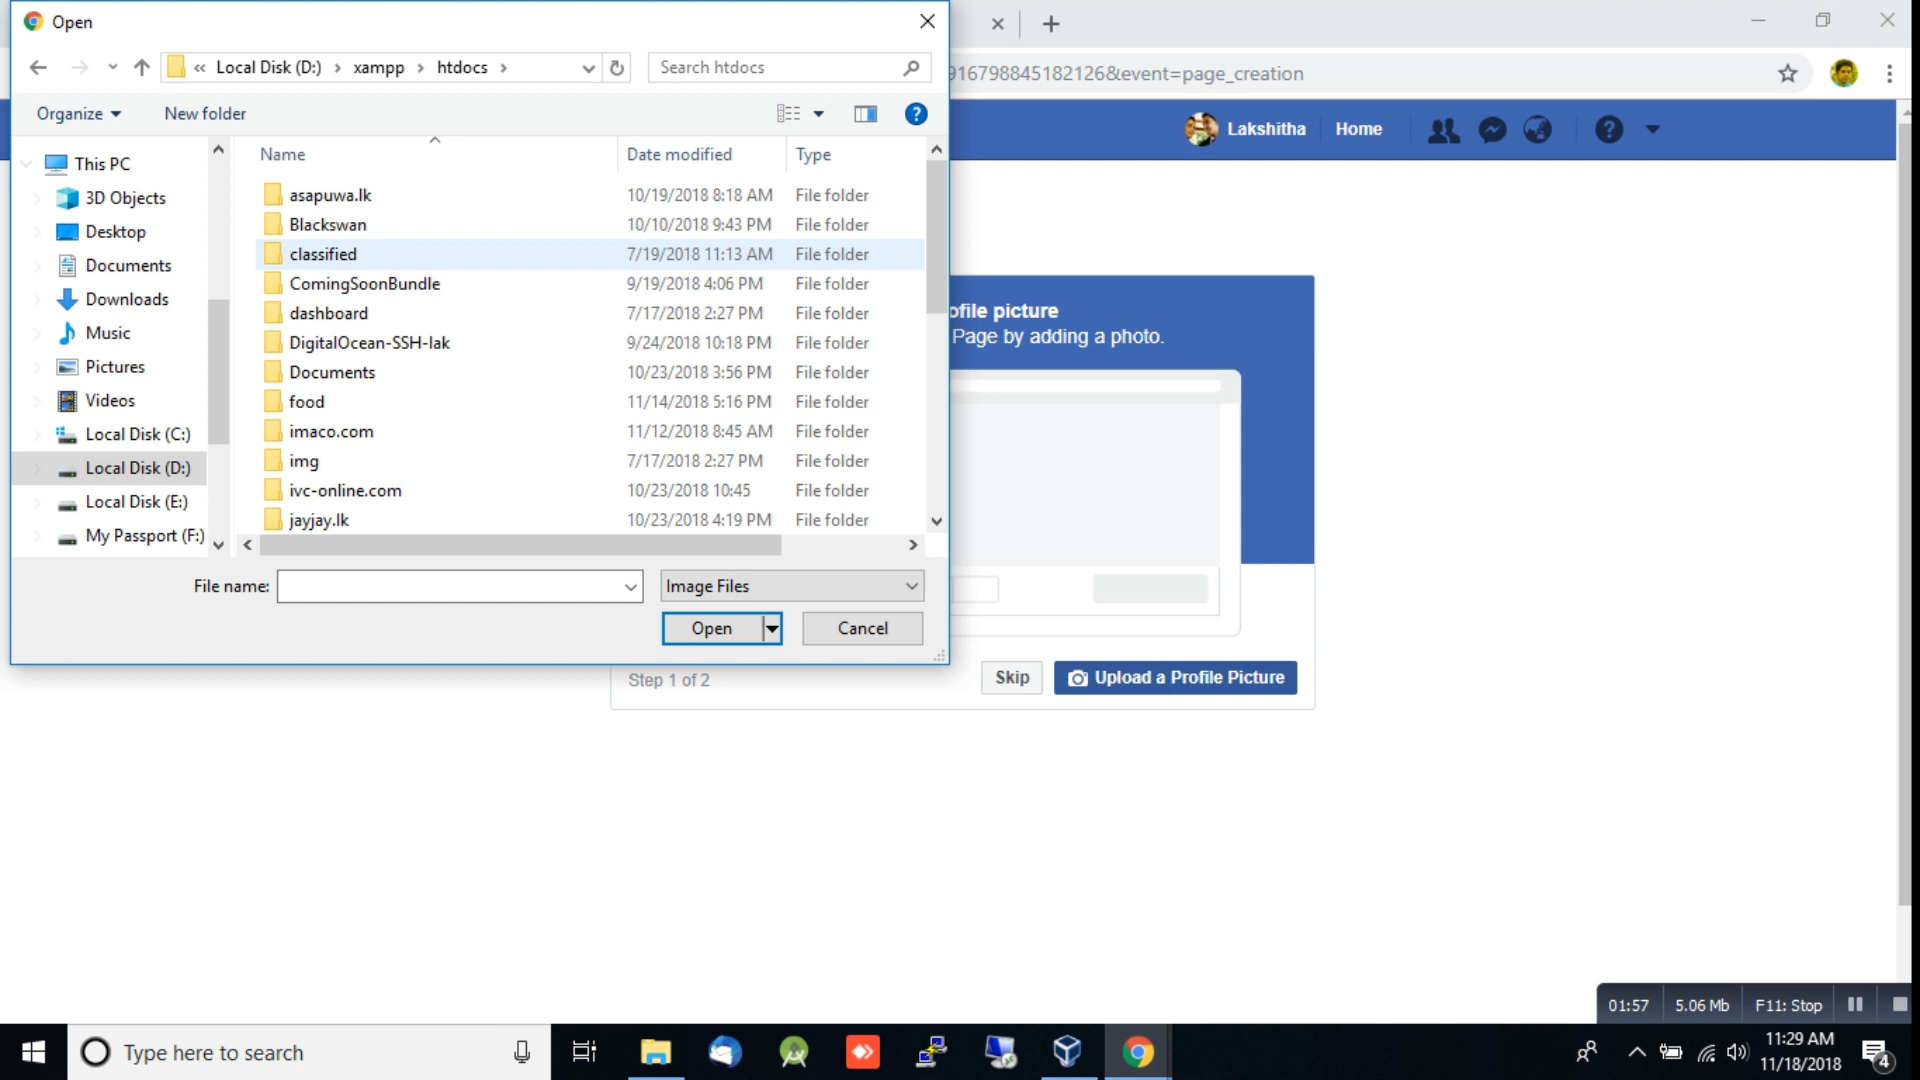 Open
« Local Disk (D:) › xampp › htdocs ›
Search htdocs
916798845182126&event=page_creation
Organize
New folder
Lakshitha
Home
This PC
3D Objects
Desktop
Documents
Downloads
Music
Pictures
Videos
Local Disk (C:)
Local Disk (D:)
Local Disk (E:)
My Passport (F:)
Name Date modified Type
asapuwa.lk 10/19/2018 8:18 AM File folder
Blackswan 10/10/2018 9:43 PM File folder
classified 7/19/2018 11:13 AM File folder
ComingSoonBundle 9/19/2018 4:06 PM File folder
dashboard 7/17/2018 2:27 PM File folder
DigitalOcean-SSH-lak 9/24/2018 10:18 PM File folder
Documents 10/23/2018 3:56 PM File folder
food 11/14/2018 5:16 PM File folder
imaco.com 11/12/2018 8:45 AM File folder
img 7/17/2018 2:27 PM File folder
ivc-online.com 10/23/2018 10:45 File folder
jayjay.lk 10/23/2018 4:19 PM File folder
File name:
Image Files
Open
Cancel
ofile picture
Page by adding a photo.
Step 1 of 2
Skip
Upload a Profile Picture
01:57
5.06 Mb
F11: Stop
Type here to search
11:29 AM
11/18/2018
4